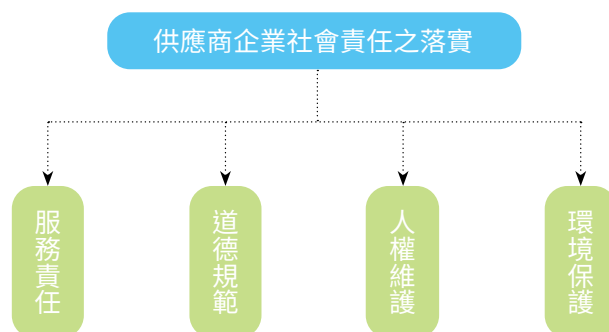 供應商企業社會責任之落實
服務責任
道德規範
人權維護
環境保護